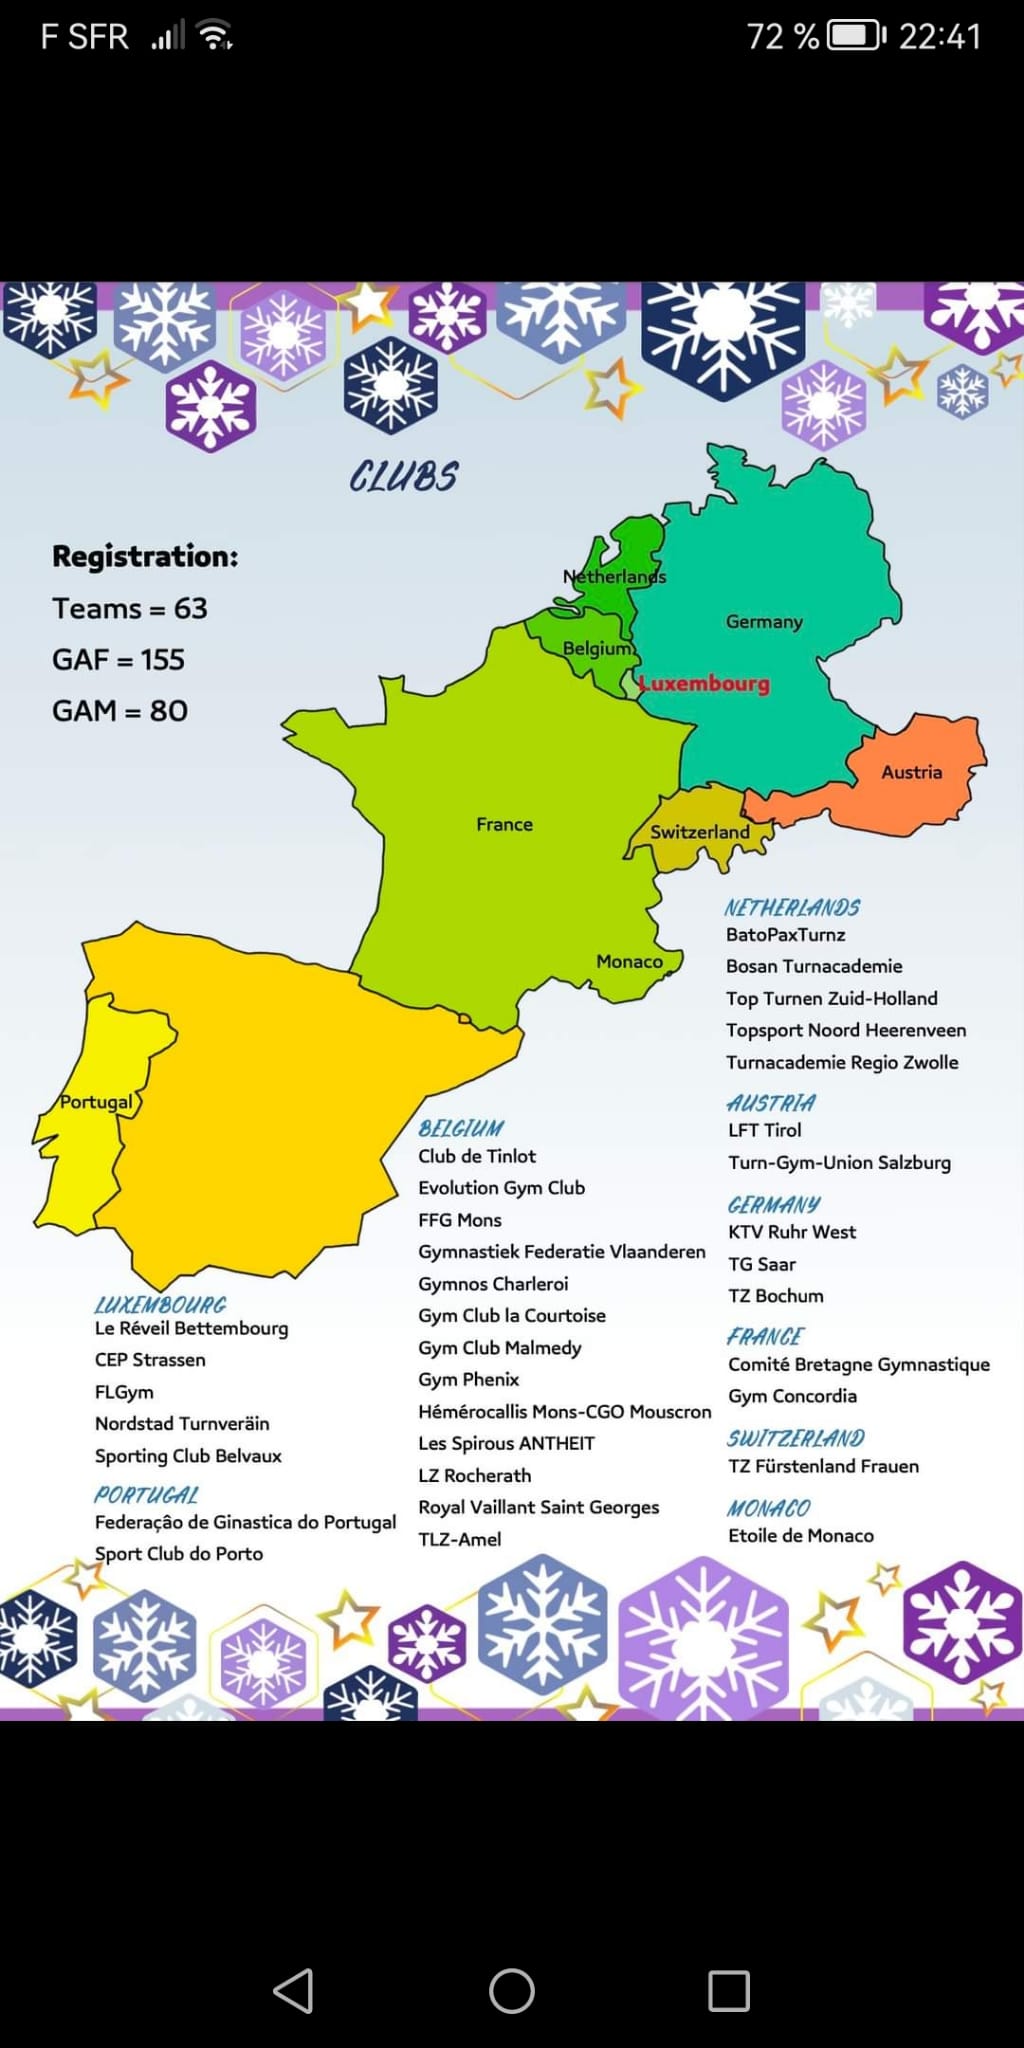 F SFR
72 % 22:41
CLUBS
Registration:
Teams = 63
GAF = 155
GAM = 80
Netherlands
Germany
Belgium
Luxembourg
Austria
France
Switzerland
Monaco
Portugal
NETHERLANDS
BatoPaxTurnz
Bosan Turnacademie
Top Turnen Zuid-Holland
Topsport Noord Heerenveen
Turnacademie Regio Zwolle
AUSTRIA
LFT Tirol
Turn-Gym-Union Salzburg
GERMANY
KTV Ruhr West
TG Saar
TZ Bochum
FRANCE
Comité Bretagne Gymnastique
Gym Concordia
SWITZERLAND
TZ Fürstenland Frauen
MONACO
Etoile de Monaco
BELGIUM
Club de Tinlot
Evolution Gym Club
FFG Mons
Gymnastiek Federatie Vlaanderen
Gymnos Charleroi
Gym Club la Courtoise
Gym Club Malmedy
Gym Phenix
Hémérocallis Mons-CGO Mouscron
Les Spirous ANTHEIT
LZ Rocherath
Royal Vaillant Saint Georges
TLZ-Amel
LUXEMBOURG
Le Réveil Bettembourg
CEP Strassen
FLGym
Nordstad Turnveräin
Sporting Club Belvaux
PORTUGAL
Federaçâo de Ginastica do Portugal
Sport Club do Porto